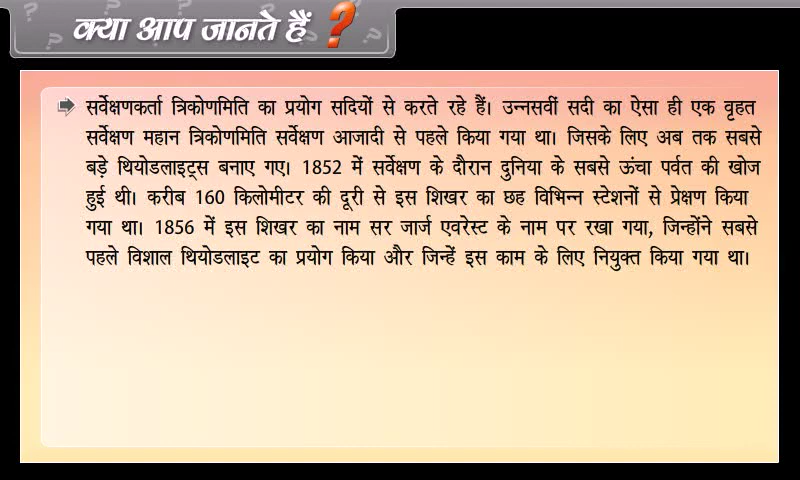 क्या आप जानते हैं ?
सर्वेक्षणकर्ता त्रिकोणमिति का प्रयोग सदियों से करते रहे हैं। उन्नसवीं सदी का ऐसा ही एक वृहत
सर्वेक्षण महान त्रिकोणमिति सर्वेक्षण आजादी से पहले किया गया था। जिसके लिए अब तक सबसे
बड़े थियोडलाइट्स बनाए गए। 1852 में सर्वेक्षण के दौरान दुनिया के सबसे ऊंचा पर्वत की खोज
हुई थी। करीब 160 किलोमीटर की दूरी से इस शिखर का छह विभिन्न स्टेशनों से प्रेक्षण किया
गया था। 1856 में इस शिखर का नाम सर जार्ज एवरेस्ट के नाम पर रखा गया, जिन्होंने सबसे
पहले विशाल थियोडलाइट का प्रयोग किया और जिन्हें इस काम के लिए नियुक्त किया गया था।